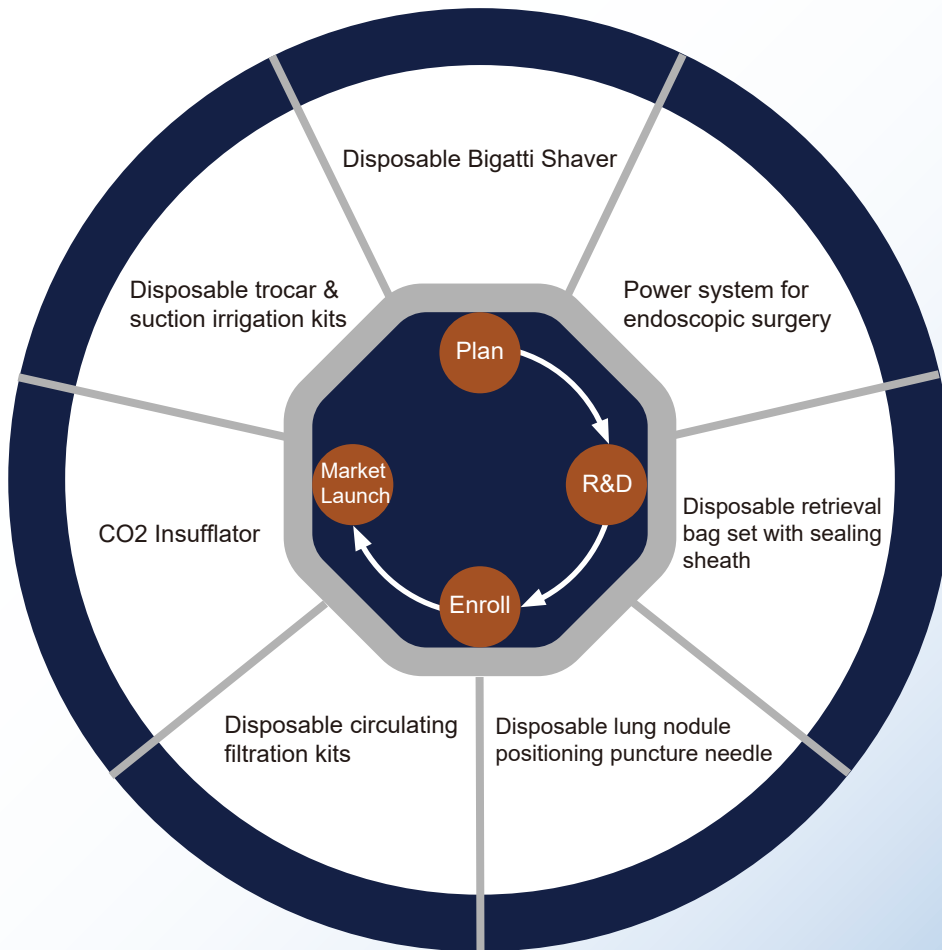 Disposable Bigatti Shaver
Disposable trocar &
suction irrigation kits
Power system for
endoscopic surgery
Plan
Market
Launch
R&D
Enroll
CO2 Insufflator
Disposable retrieval
bag set with sealing
sheath
Disposable circulating
filtration kits
Disposable lung nodule
positioning puncture needle